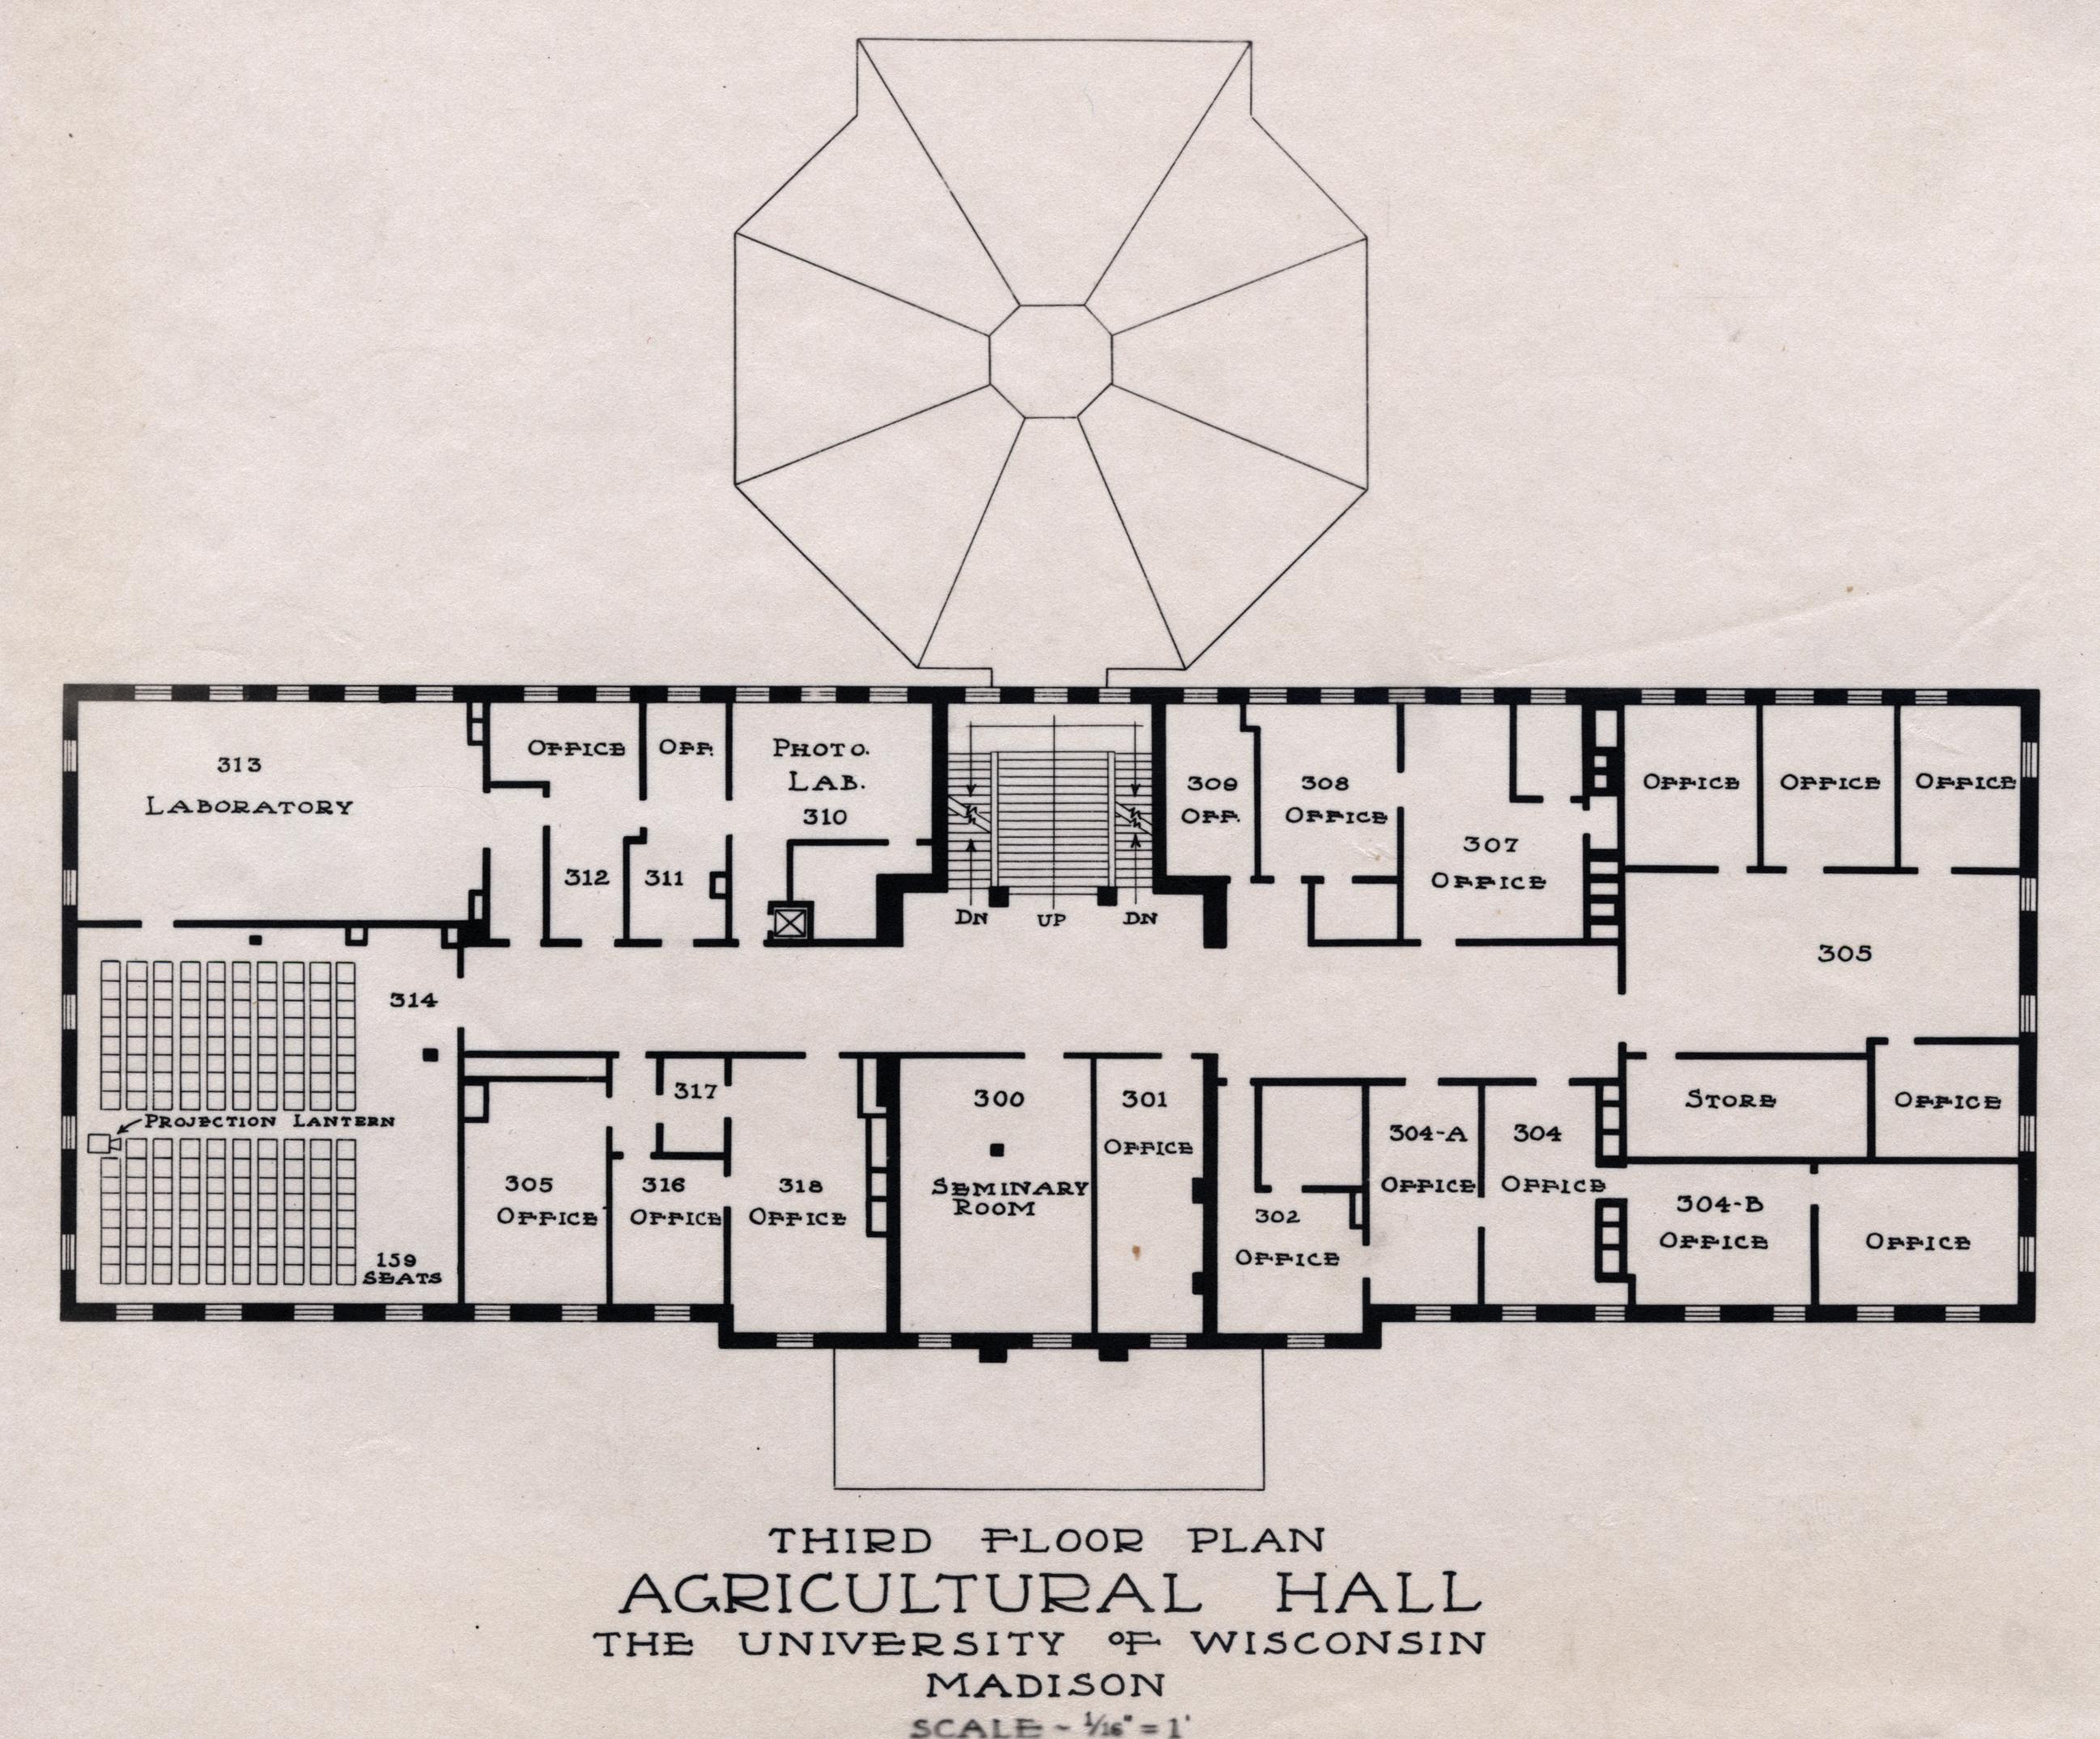 313
LABORATORY
OFFICE
OFF.
PHOTO.
LAB.
310
312
311
DN
UP
DN
309
OFF.
308
OFFICE
307
OFFICE
OFFICE
OFFICE
OFFICE
305
314
PROJECTION LANTERN
159
SEATS
305
OFFICE
317
316
OFFICE
318
OFFICE
300
SEMINARY
ROOM
301
OFFICE
302
OFFICE
304-A
OFFICE
304
OFFICE
STORE
OFFICE
304-B
OFFICE
OFFICE
THIRD FLOOR PLAN
AGRICULTURAL HALL
THE UNIVERSITY OF WISCONSIN
MADISON
SCALE ~ 1/16" = 1'